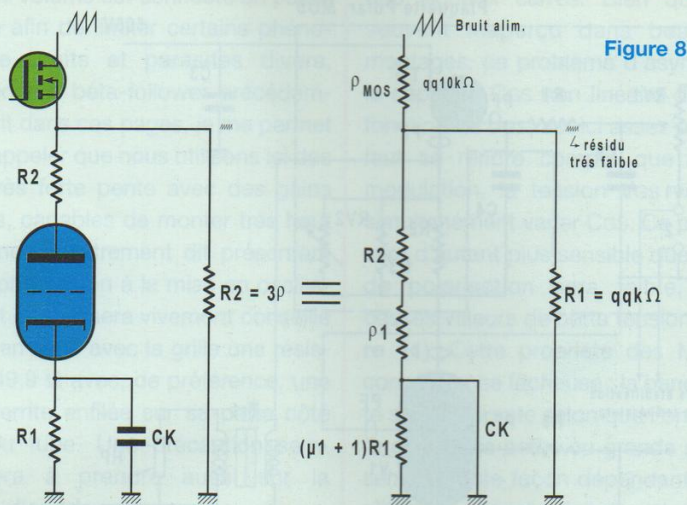 Bruit alim.
Figure 8
ρMOS
qq10kΩ
résidu
trés faible
R2
R2
R2 = 3ρ
R1 = qqkΩ
ρ1
R1
CK
(µ1 + 1)R1
CK